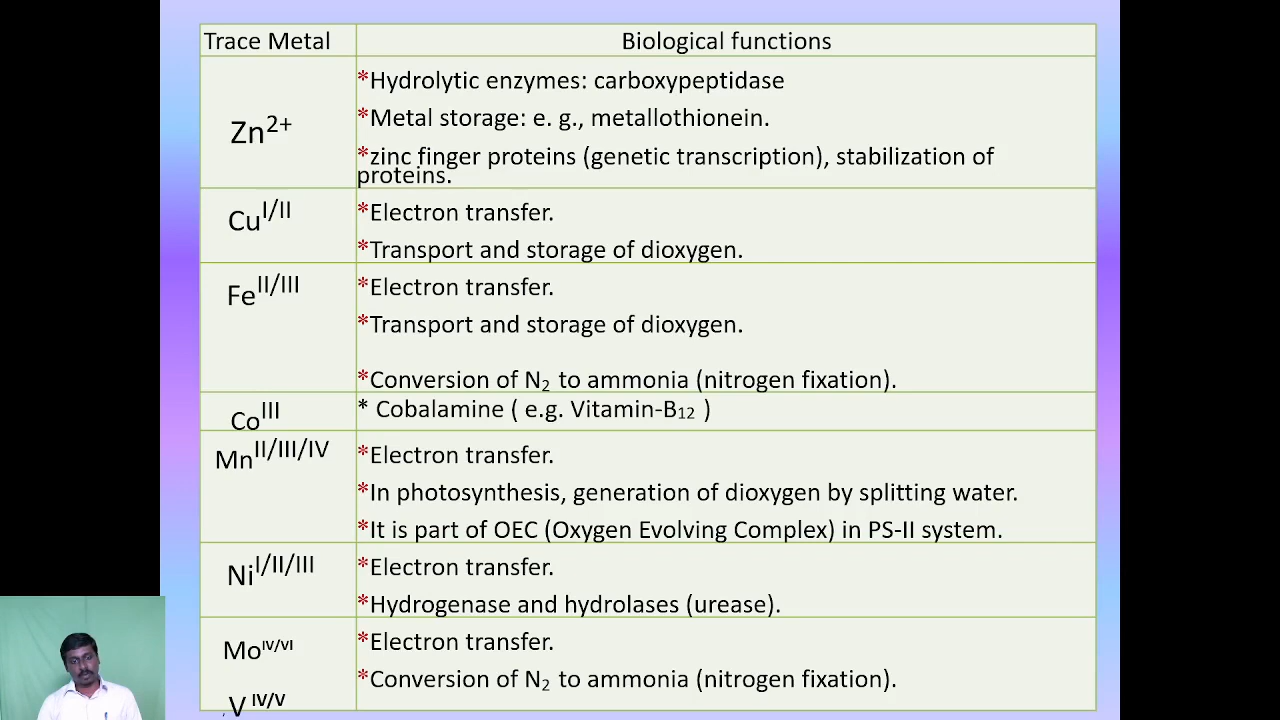 Trace Metal Biological functions
*Hydrolytic enzymes: carboxypeptidase
*Metal storage: e. g., metallothionein.
Zn2+
*zinc finger proteins (genetic transcription), stabilization of
proteins.
CuI/II
*Electron transfer.
*Transport and storage of dioxygen.
FeII/III
*Electron transfer.
*Transport and storage of dioxygen.
*Conversion of N2 to ammonia (nitrogen fixation).
CoIII
* Cobalamine ( e.g. Vitamin-B12 )
MnII/III/IV
*Electron transfer.
*In photosynthesis, generation of dioxygen by splitting water.
*It is part of OEC (Oxygen Evolving Complex) in PS-II system.
NiI/II/III
*Electron transfer.
*Hydrogenase and hydrolases (urease).
MoIV/VI
*Electron transfer.
*Conversion of N2 to ammonia (nitrogen fixation).
V IV/V